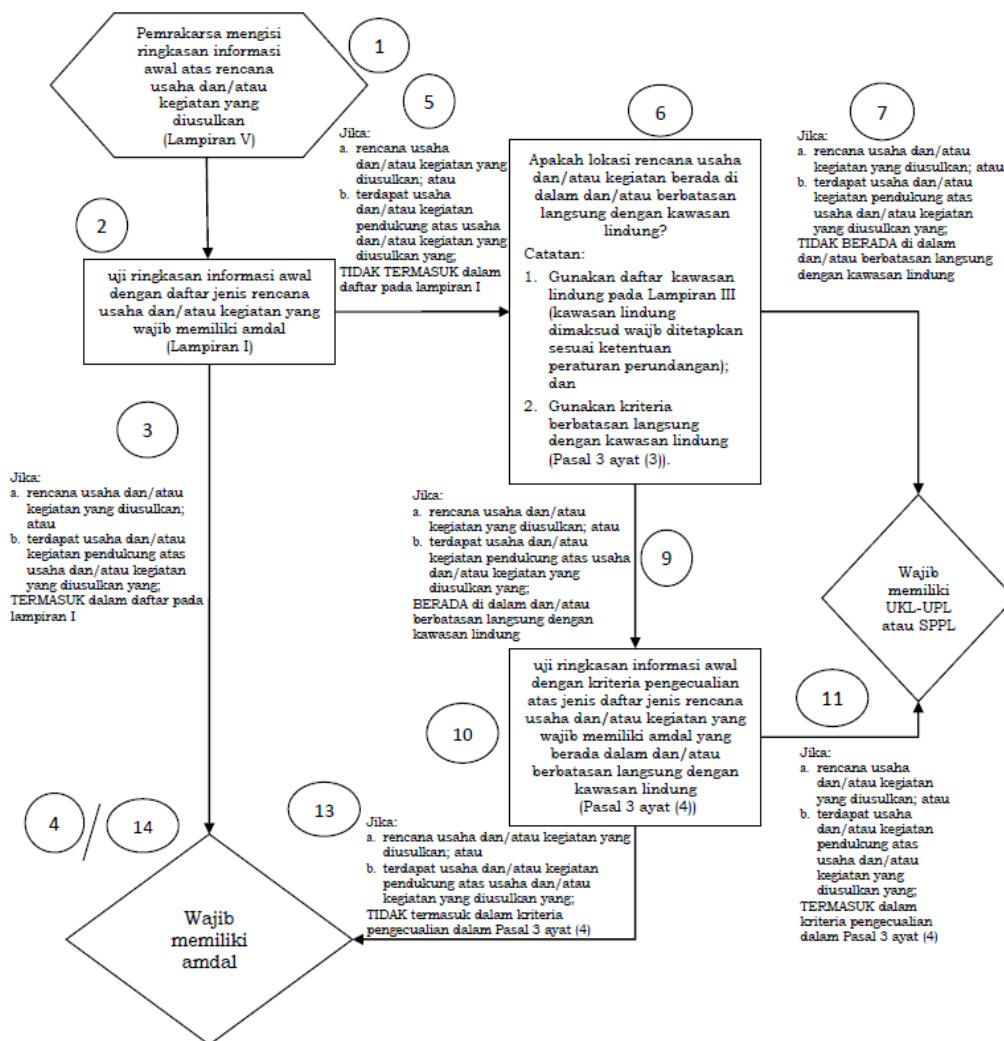 Pemrakarsa mengisi
ringkasan informasi
awal atas rencana
usaha dan/atau
kegiatan yang
diusulkan
(Lampiran V)
1
2
uji ringkasan informasi awal
dengan daftar jenis rencana
usaha dan/atau kegiatan yang
wajib memiliki amdal
(Lampiran I)
3
Jika:
a. rencana usaha dan/atau
kegiatan yang diusulkan;
atau
b. terdapat usaha dan/atau
kegiatan pendukung atas
usaha dan/atau kegiatan
yang diusulkan yang;
TERMASUK dalam daftar pada
lampiran I
4
/
14
Wajib
memiliki
amdal
5
Jika:
a. rencana usaha
dan/atau kegiatan yang
diusulkan; atau
b. terdapat usaha
dan/atau kegiatan
pendukung atas usaha
dan/atau kegiatan yang
diusulkan yang;
TIDAK TERMASUK dalam
daftar pada lampiran I
6
Apakah lokasi rencana usaha
dan/atau kegiatan berada di
dalam dan/atau berbatasan
langsung dengan kawasan
lindung?
Catatan:
1. Gunakan daftar kawasan
lindung pada Lampiran III
(kawasan lindung
dimaksud waijb ditetapkan
sesuai ketentuan
peraturan perundangan);
dan
2. Gunakan kriteria
berbatasan langsung
dengan kawasan lindung
(Pasal 3 ayat (3)).
7
Jika:
a. rencana usaha dan/atau
kegiatan yang diusulkan; atau
b. terdapat usaha dan/atau
kegiatan pendukung atas
usaha dan/atau kegiatan
yang diusulkan yang;
TIDAK BERADA di dalam
dan/atau berbatasan langsung
dengan kawasan lindung
Wajib
memiliki
UKL-UPL
atau SPPL
Jika:
a. rencana usaha dan/atau
kegiatan yang diusulkan; atau
b. terdapat usaha dan/atau
kegiatan pendukung atas usaha
dan/atau kegiatan yang
diusulkan yang;
BERADA di dalam dan/atau
berbatasan langsung dengan
kawasan lindung
9
10
uji ringkasan informasi awal
dengan kriteria pengecualian
atas jenis daftar jenis rencana
usaha dan/atau kegiatan yang
wajib memiliki amdal yang
berada dalam dan/atau
berbatasan langsung dengan
kawasan lindung
(Pasal 3 ayat (4))
11
Jika:
a. rencana usaha
dan/atau kegiatan
yang diusulkan; atau
b. terdapat usaha
dan/atau kegiatan
pendukung atas
usaha dan/atau
kegiatan yang
diusulkan yang;
TERMASUK dalam
kriteria pengecualian
dalam Pasal 3 ayat (4)
13
Jika:
a. rencana usaha dan/atau kegiatan yang
diusulkan; atau
b. terdapat usaha dan/atau kegiatan
pendukung atas usaha dan/atau
kegiatan yang diusulkan yang;
TIDAK termasuk dalam kriteria
pengecualian dalam Pasal 3 ayat (4)